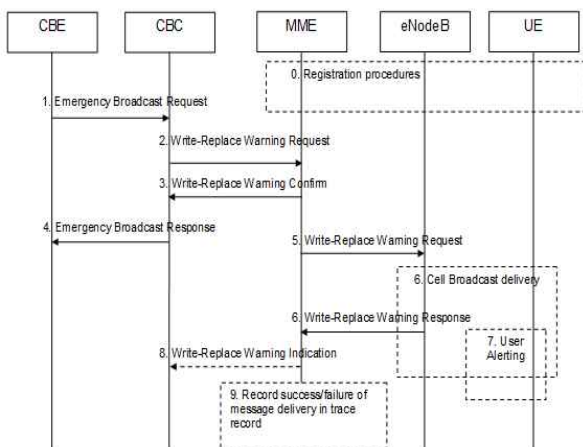 CBE
CBC
MME
eNodeB
UE
0. Registration procedures
1. Emergency Broadcast Request
2. Write-Replace Warning Request
3. Write-Replace Warning Confirm
4. Emergency Broadcast Response
5. Write-Replace Warning Request
6. Cell Broadcast delivery
6. Write-Replace Warning Response
7. User
Alerting
8. Write-Replace Warning Indication
9. Record success/failure of
message delivery in trace
record